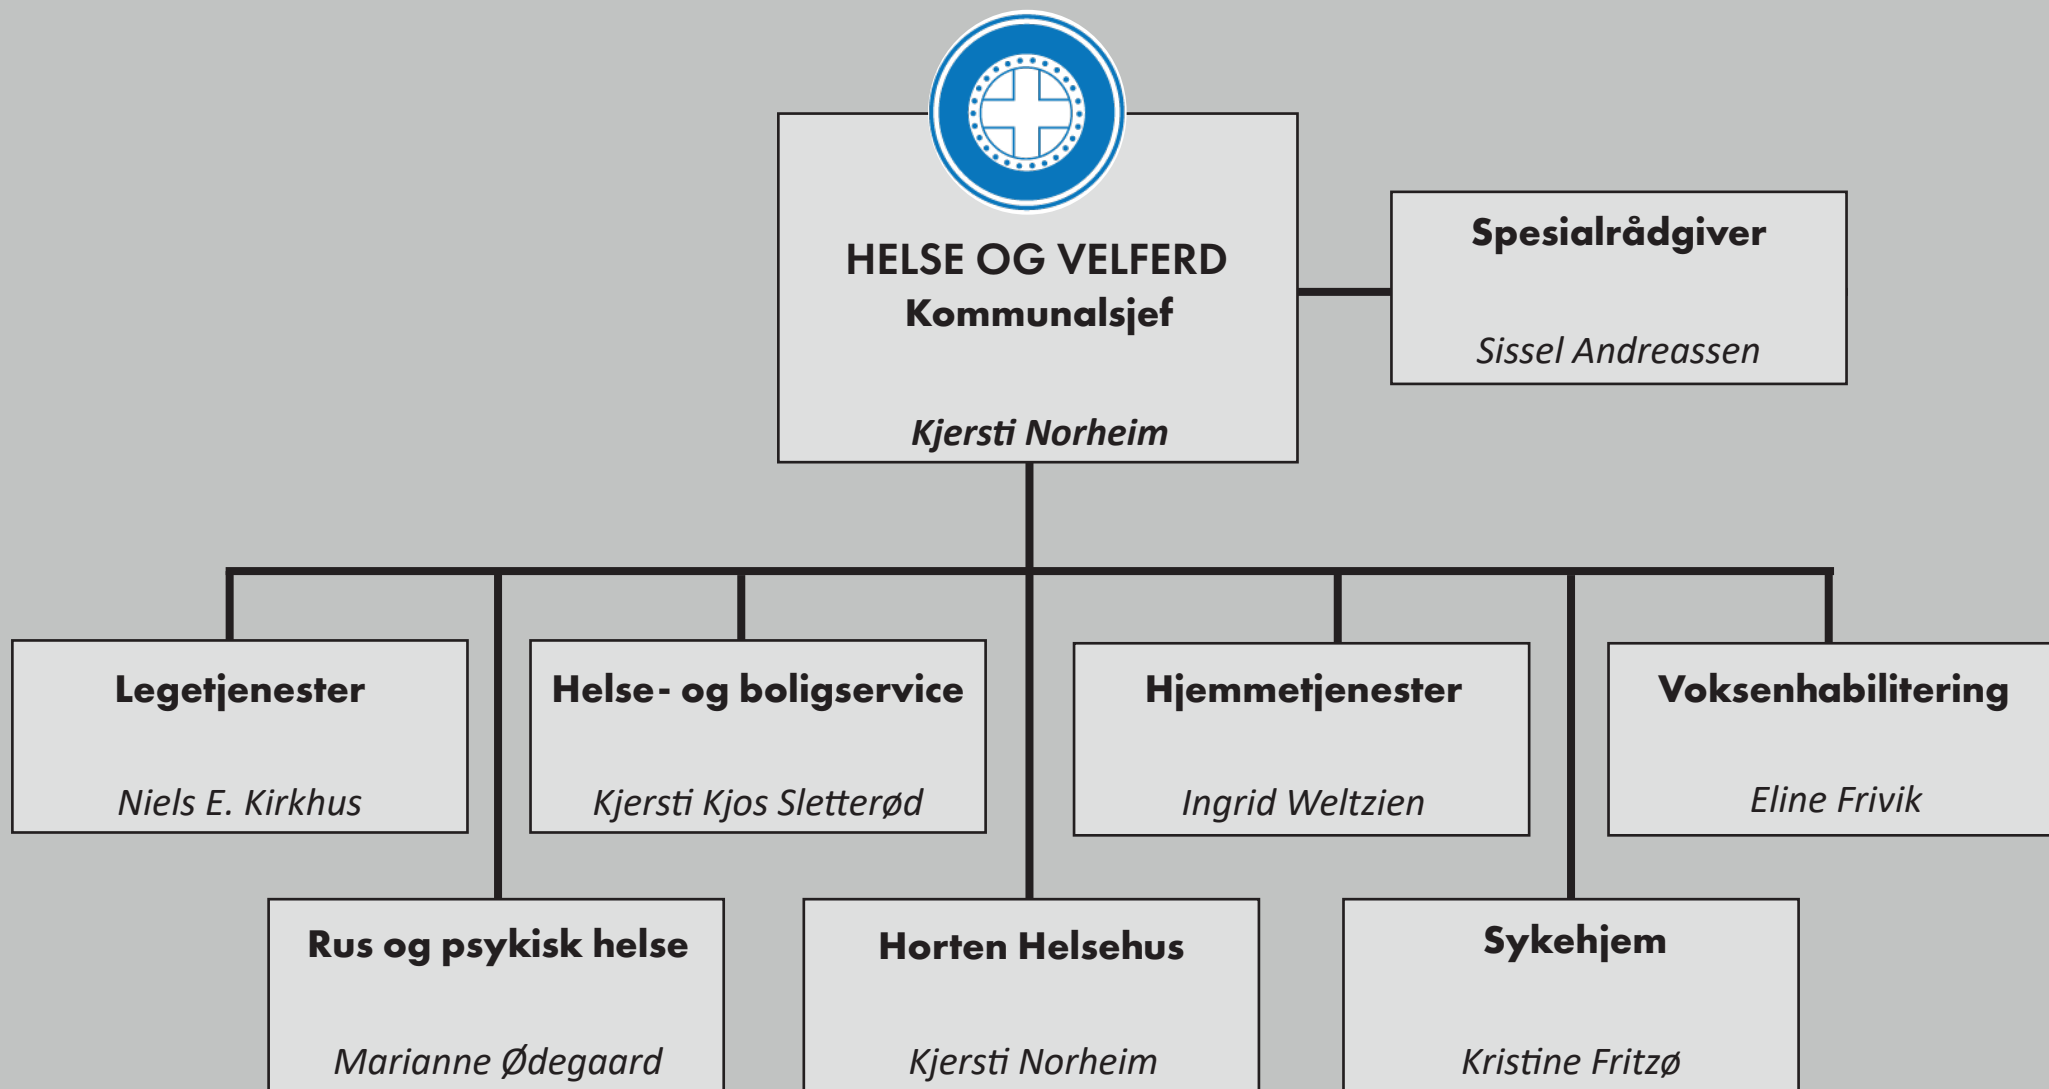 HELSE OG VELFERD
Kommunalsjef
Kjersti Norheim
Spesialrådgiver
Sissel Andreassen
Legetjenester
Niels E. Kirkhus
Helse- og boligservice
Kjersti Kjos Sletterød
Hjemmetjenester
Ingrid Weltzien
Voksenhabilitering
Eline Frivik
Rus og psykisk helse
Marianne Ødegaard
Horten Helsehus
Kjersti Norheim
Sykehjem
Kristine Fritzø